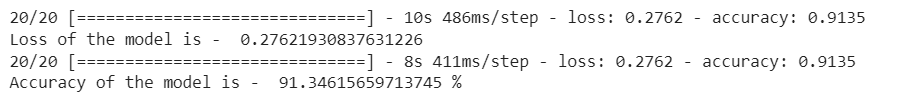 20/20 [==============================] - 10s 486ms/step - loss: 0.2762 - accuracy: 0.9135
Loss of the model is -  0.27621930837631226
20/20 [==============================] - 8s 411ms/step - loss: 0.2762 - accuracy: 0.9135
Accuracy of the model is -  91.34615659713745 %